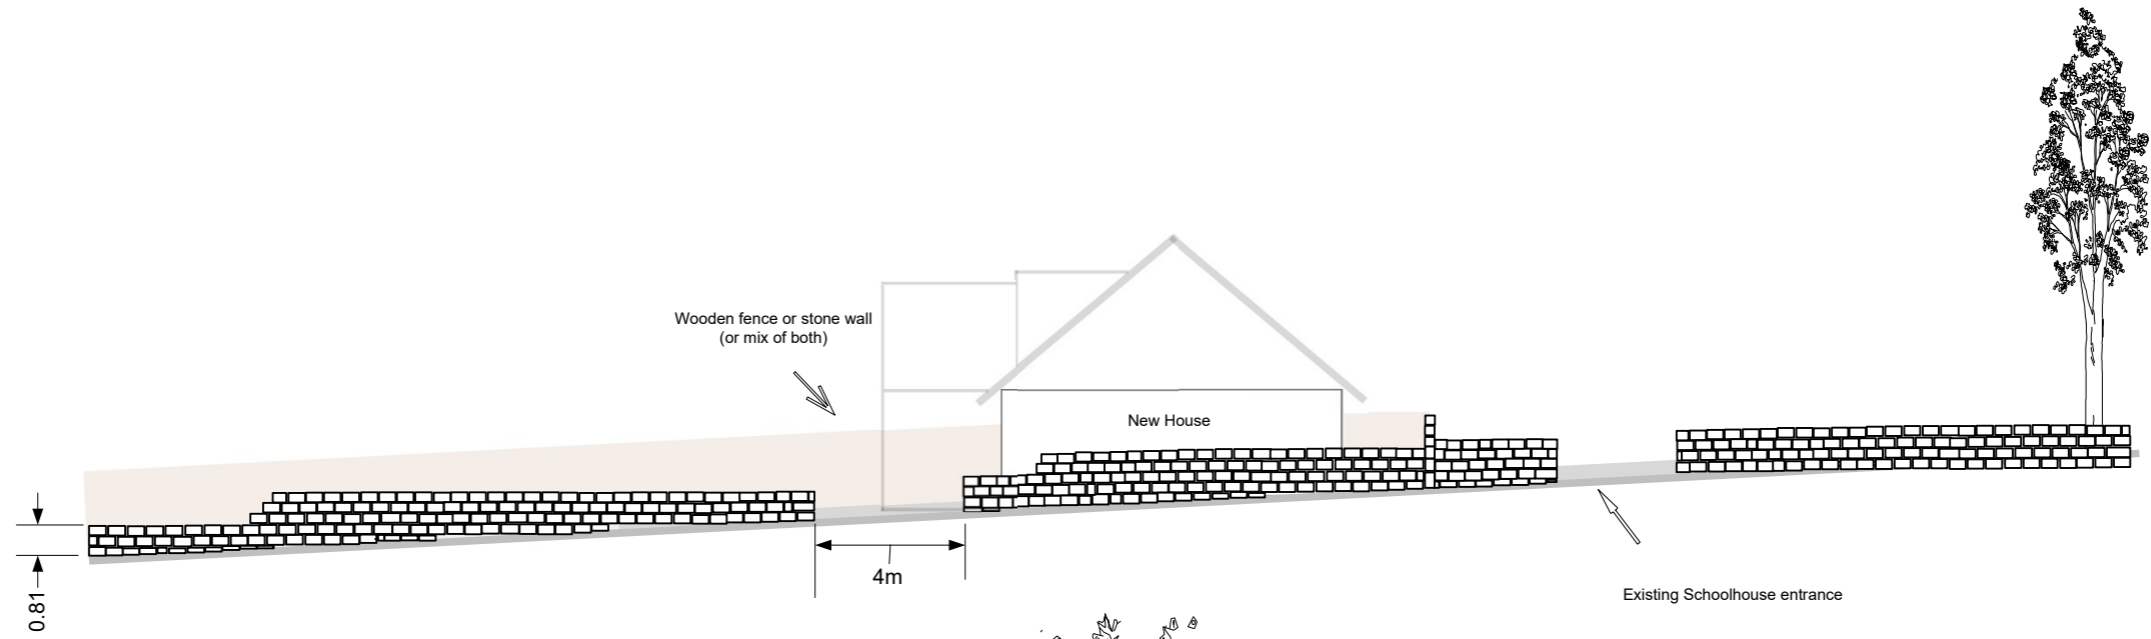 Wooden fence or stone wall
(or mix of both)
New House
4m
0.81
Existing Schoolhouse entrance